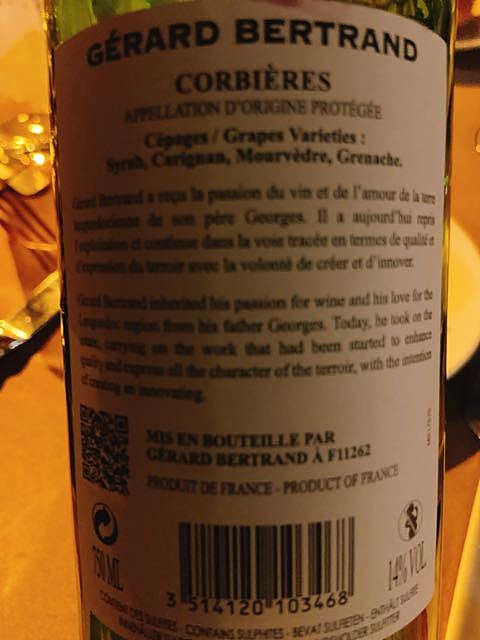 GÉRARD BERTRAND
CORBIÈRES
APPELLATION D'ORIGINE PROTÉGÉE
Cépages / Grapes Varieties :
Syrah, Carignan, Mourvèdre, Grenache.
Gérard Bertrand a reçu la passion du vin et de l'amour de la terre
languedocienne de son père Georges. Il a aujourd'hui repris
l'exploitation et continue dans la voie tracée en termes de qualité et
d'expression du terroir avec la volonté de créer et d'innover.
Gérard Bertrand inherited his passion for wine and his love for the
Languedoc region from his father Georges. Today, he took on the
estate, carrying on the work that had been started to enhance
quality and express all the character of the terroir, with the intention
of creating an innovating.
MIS EN BOUTEILLE PAR
GÉRARD BERTRAND À F11262
PRODUIT DE FRANCE - PRODUCT OF FRANCE
750 ML
14% VOL
3 514120 103468
CONTIENT DES SULFITES - CONTAINS SULPHITES - BEVAT SULFIETEN - ENTHÄLT SULFITE